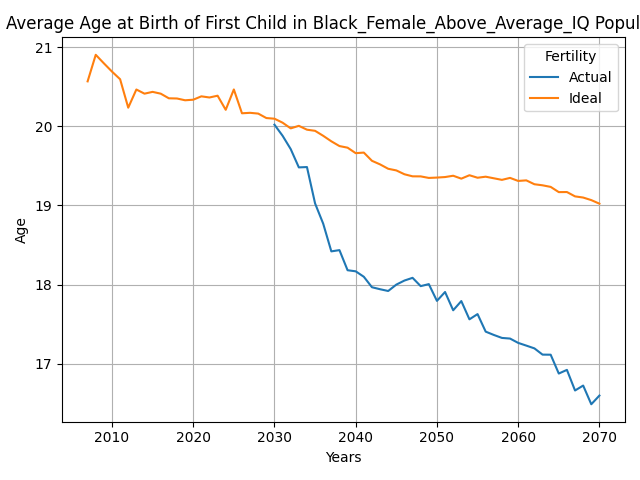 Average Age at Birth of First Child in Black_Female_Above_Average_IQ Popul
Fertility
Actual
Ideal
21
20
19
18
17
Age
2010 2020 2030 2040 2050 2060 2070
Years